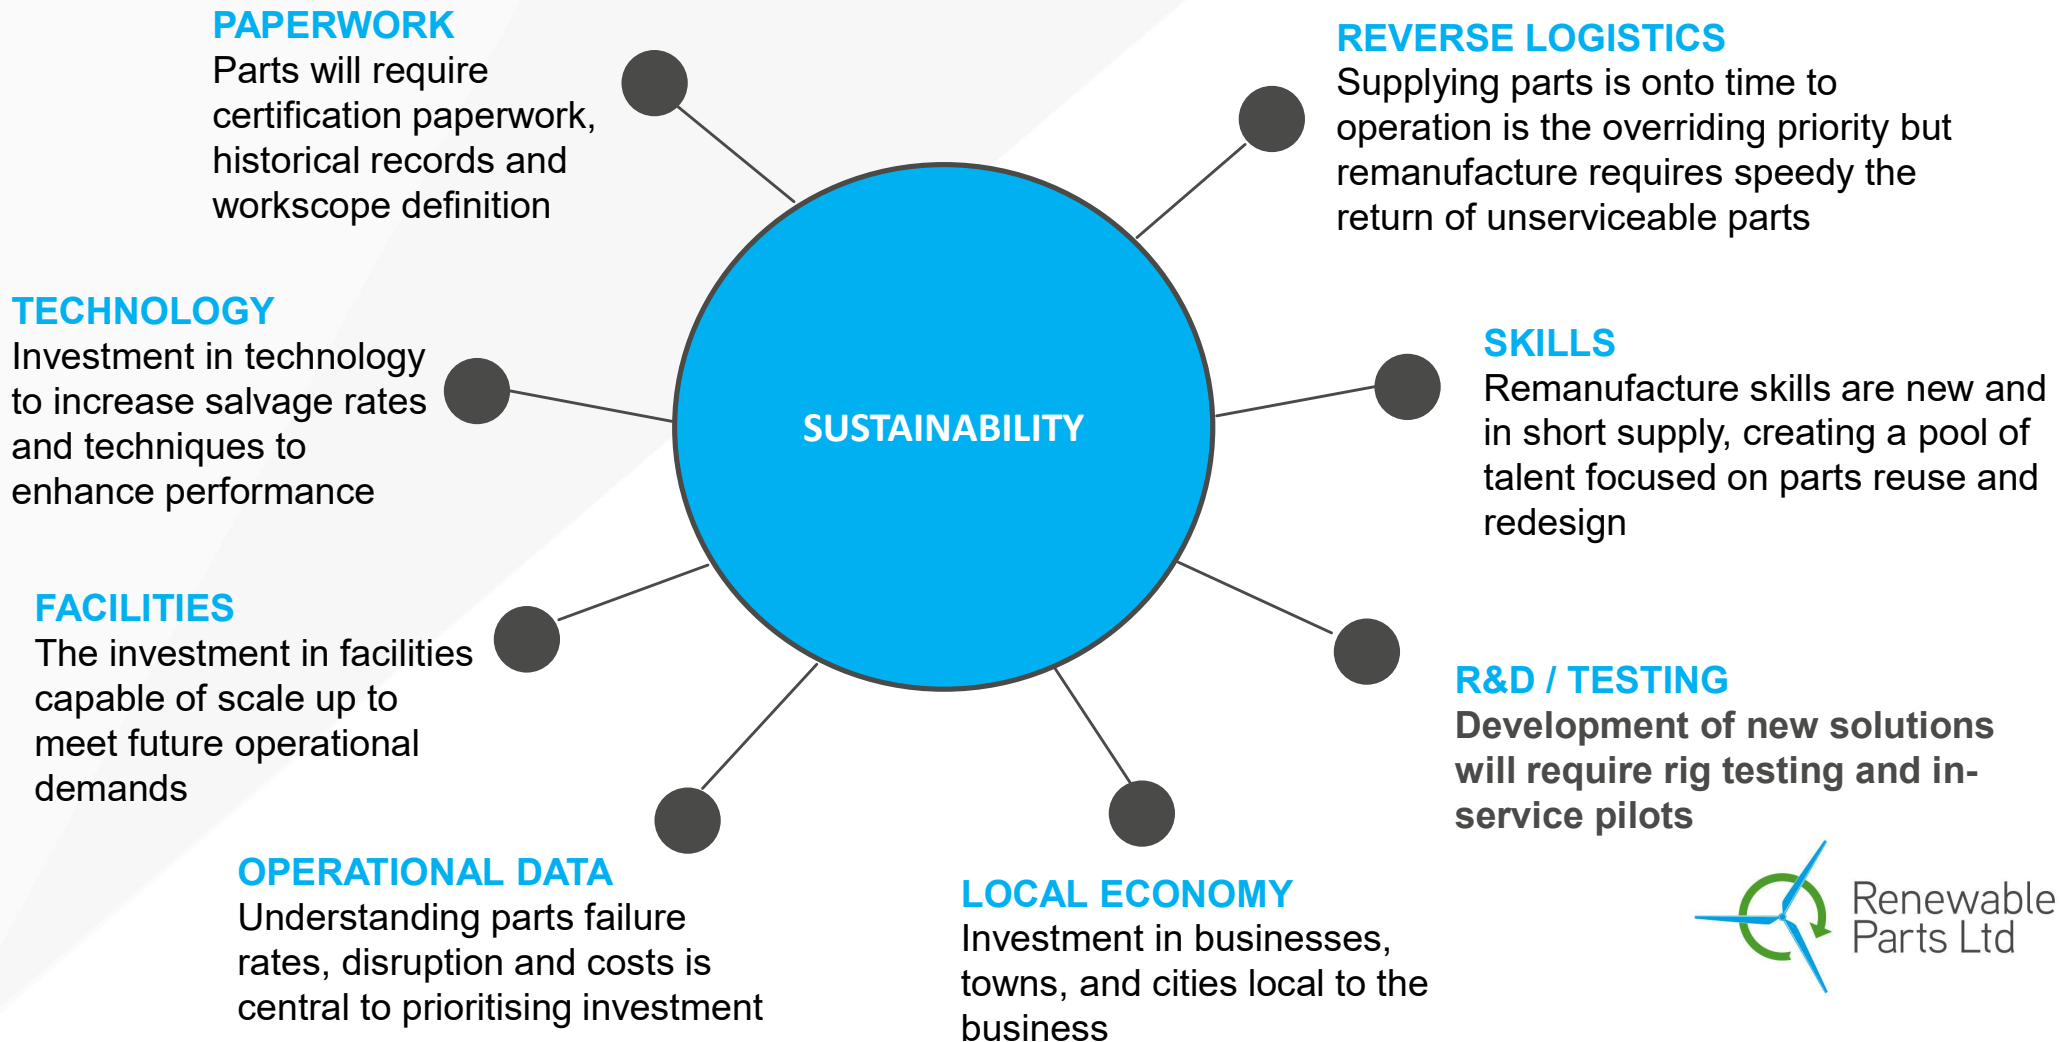 PAPERWORK
Parts will require
certification paperwork,
historical records and
workscope definition
REVERSE LOGISTICS
Supplying parts is onto time to
operation is the overriding priority but
remanufacture requires speedy the
return of unserviceable parts
TECHNOLOGY
Investment in technology
to increase salvage rates
and techniques to
enhance performance
SUSTAINABILITY
SKILLS
Remanufacture skills are new and
in short supply, creating a pool of
talent focused on parts reuse and
redesign
FACILITIES
The investment in facilities
capable of scale up to
meet future operational
demands
R&D / TESTING
Development of new solutions
will require rig testing and in-
service pilots
OPERATIONAL DATA
Understanding parts failure
rates, disruption and costs is
central to prioritising investment
LOCAL ECONOMY
Investment in businesses,
towns, and cities local to the
business
Renewable
Parts Ltd